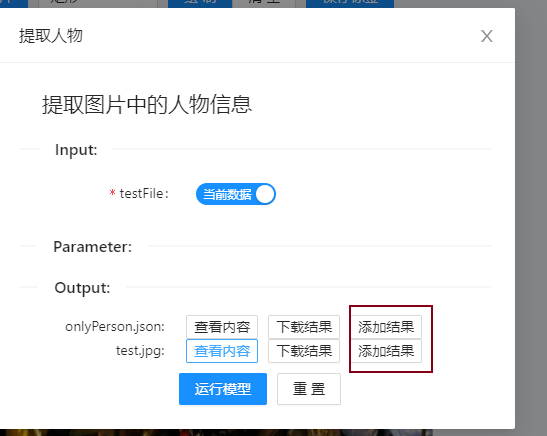 提取人物
提取图片中的人物信息
Input:
* testFile: 当前数据
Parameter:
Output:
onlyPerson.json: 查看内容 下载结果 添加结果
test.jpg: 查看内容 下载结果 添加结果
运行模型 重 置